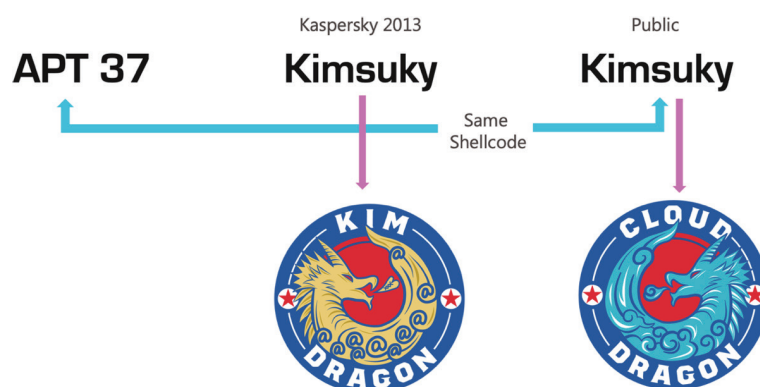 Kaspersky 2013
Public
APT 37
Kimsuky
Kimsuky
Same
Shellcode
KIM
DRAGON
CLOUD
DRAGON